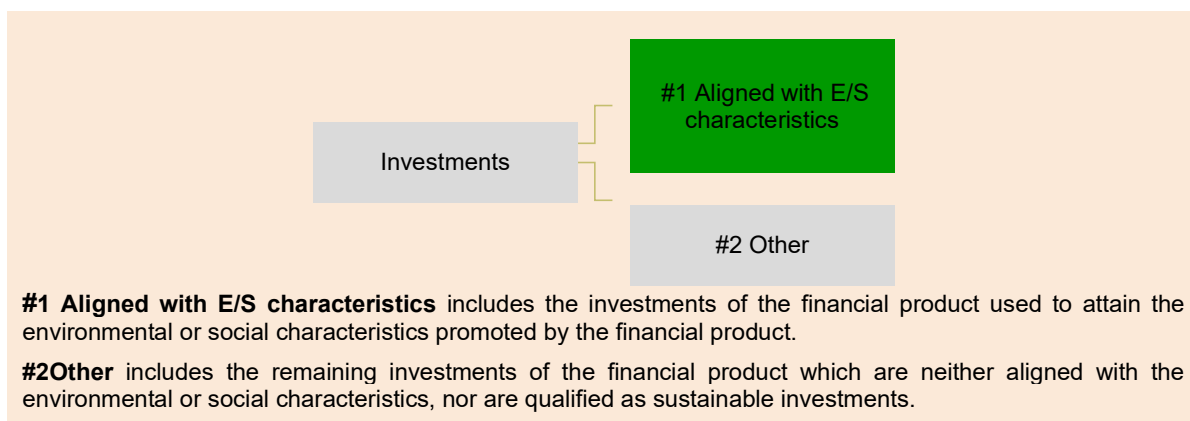 #1 Aligned with E/S
characteristics
Investments
#2 Other
#1 Aligned with E/S characteristics includes the investments of the financial product used to attain the
environmental or social characteristics promoted by the financial product.
#2Other includes the remaining investments of the financial product which are neither aligned with the
environmental or social characteristics, nor are qualified as sustainable investments.